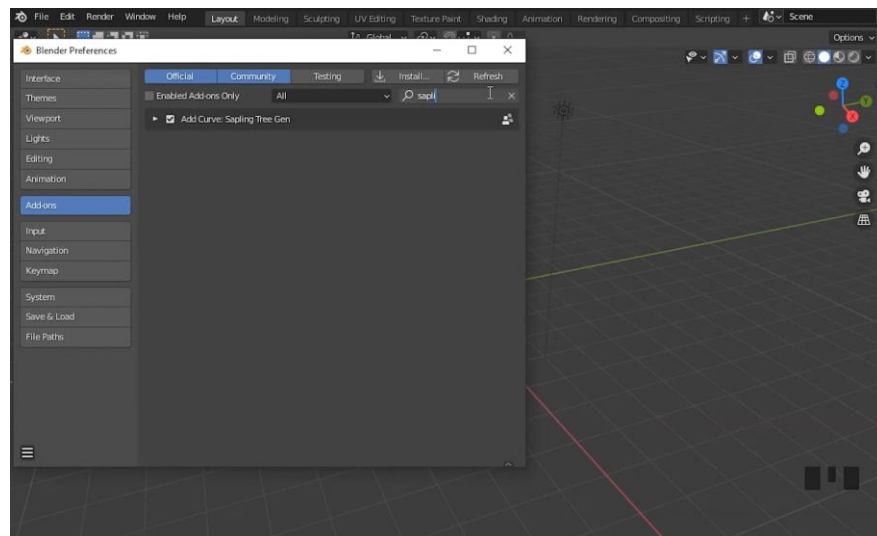 File Edit Render Window Help Layout Modeling Sculpting UV Editing Texture Paint Shading Animation Rendering Compositing Scripting + Scene
Global
Options
Blender Preferences
Interface
Themes
Viewport
Lights
Editing
Animation
Add-ons
Input
Navigation
Keymap
System
Save & Load
File Paths
Official Community Testing Install... Refresh
Enabled Add-ons Only All sapli
Add Curve: Sapling Tree Gen
Z
Y
X